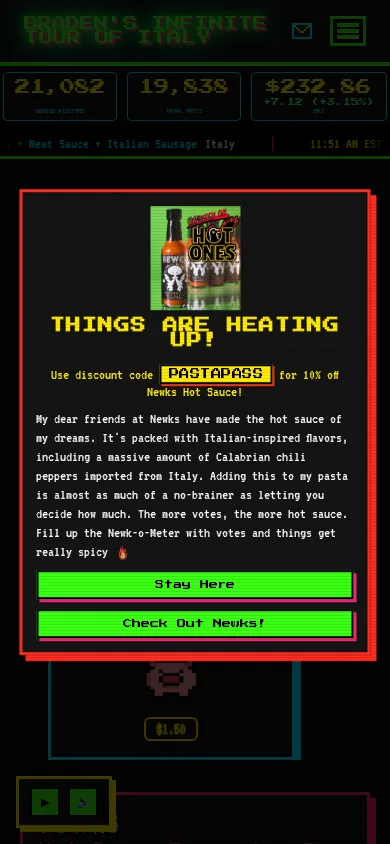 BRADEN'S INFINITE
TOUR OF ITALY
21,082
19,838
$232.86
+7.12 (+3.15%)
+ Meat Sauce + Italian Sausage Italy
11:51 AM EST
HOT
ONES
THINGS ARE HEATING
UP!
Use discount code PASTAPASS for 10% off
Newks Hot Sauce!
My dear friends at Newks have made the hot sauce of
my dreams. It's packed with Italian-inspired flavors,
including a massive amount of Calabrian chili
peppers imported from Italy. Adding this to my pasta
is almost as much of a no-brainer as letting you
decide how much. The more votes, the more hot sauce.
Fill up the Newk-o-Meter with votes and things get
really spicy 🔥
Stay Here
Check Out Newks!
$1.50